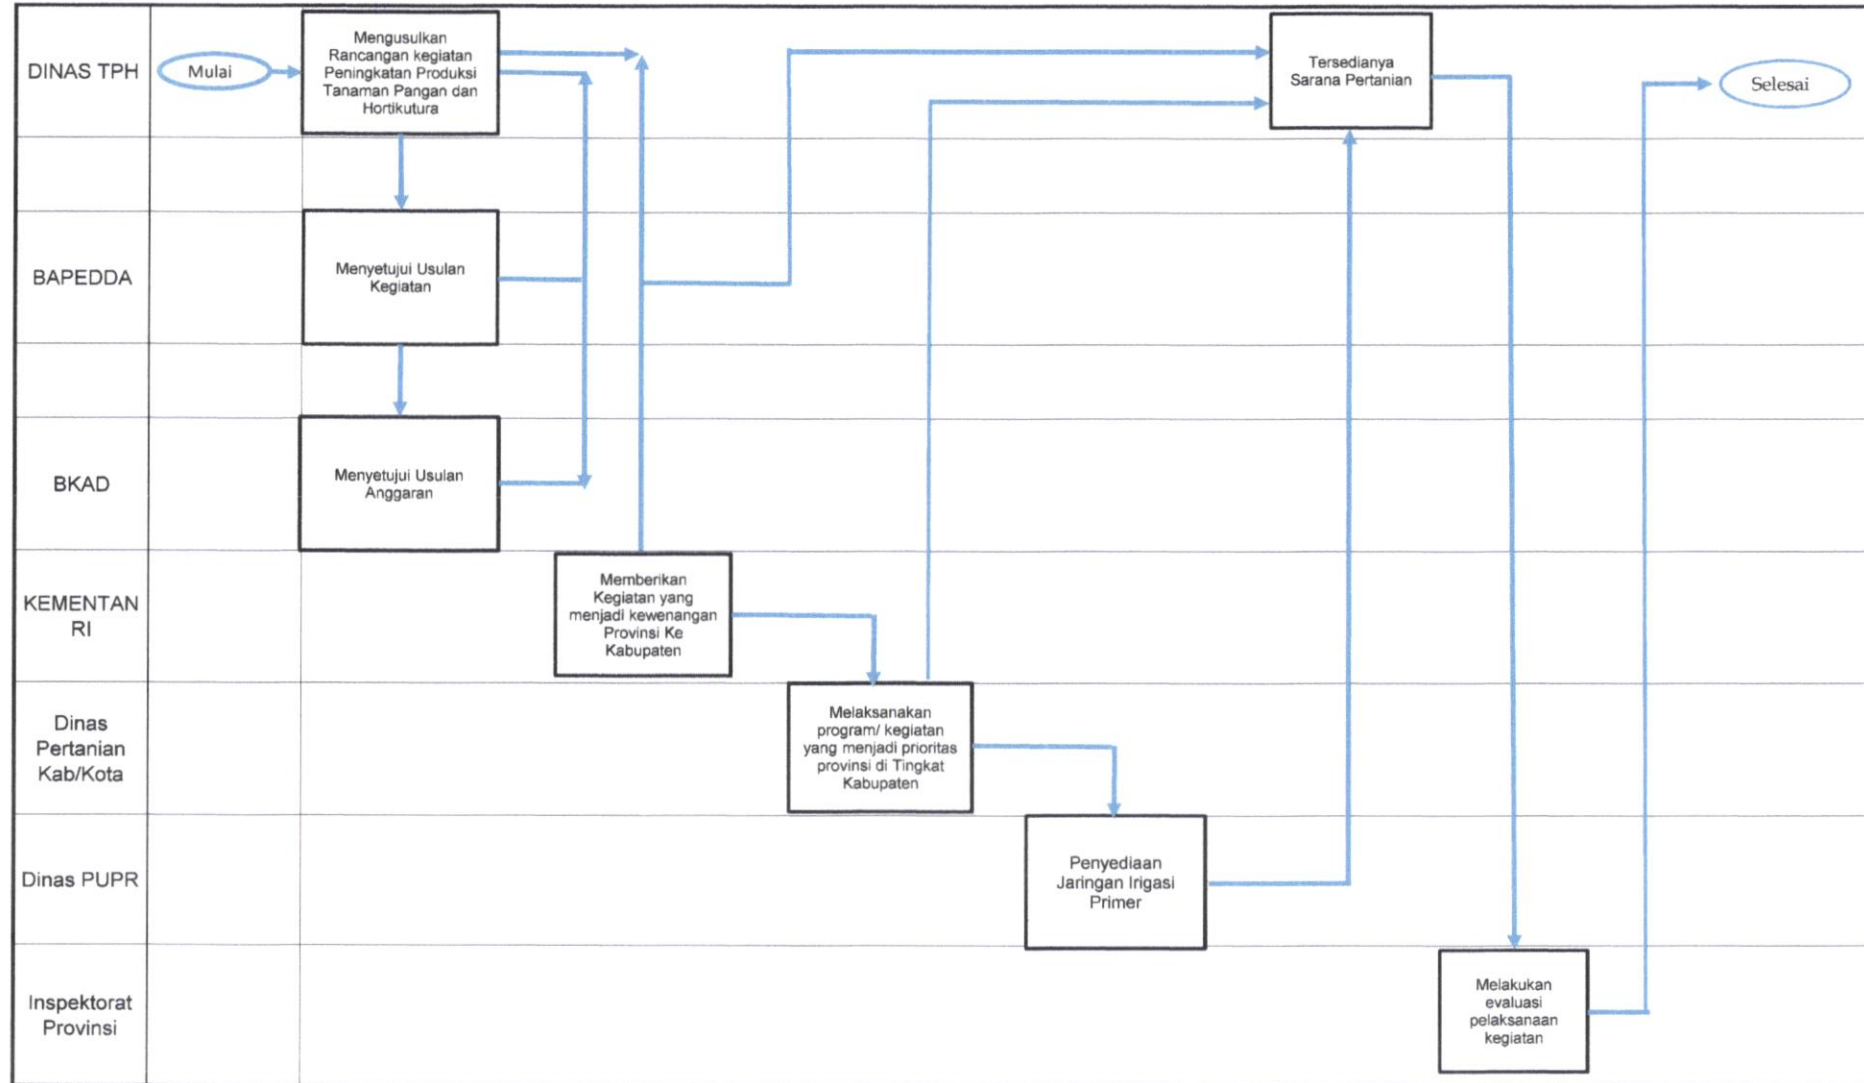 DINAS TPH
Mulai
Mengusulkan
Rancangan kegiatan
Peningkatan Produksi
Tanaman Pangan dan
Hortikutura
Tersedianya
Sarana Pertanian
Selesai
BAPEDDA
Menyetujui Usulan
Kegiatan
BKAD
Menyetujui Usulan
Anggaran
KEMENTAN
RI
Memberikan
Kegiatan yang
menjadi kewenangan
Provinsi Ke
Kabupaten
Dinas
Pertanian
Kab/Kota
Melaksanakan
program/ kegiatan
yang menjadi prioritas
provinsi di Tingkat
Kabupaten
Dinas PUPR
Penyediaan
Jaringan Irigasi
Primer
Inspektorat
Provinsi
Melakukan
evaluasi
pelaksanaan
kegiatan